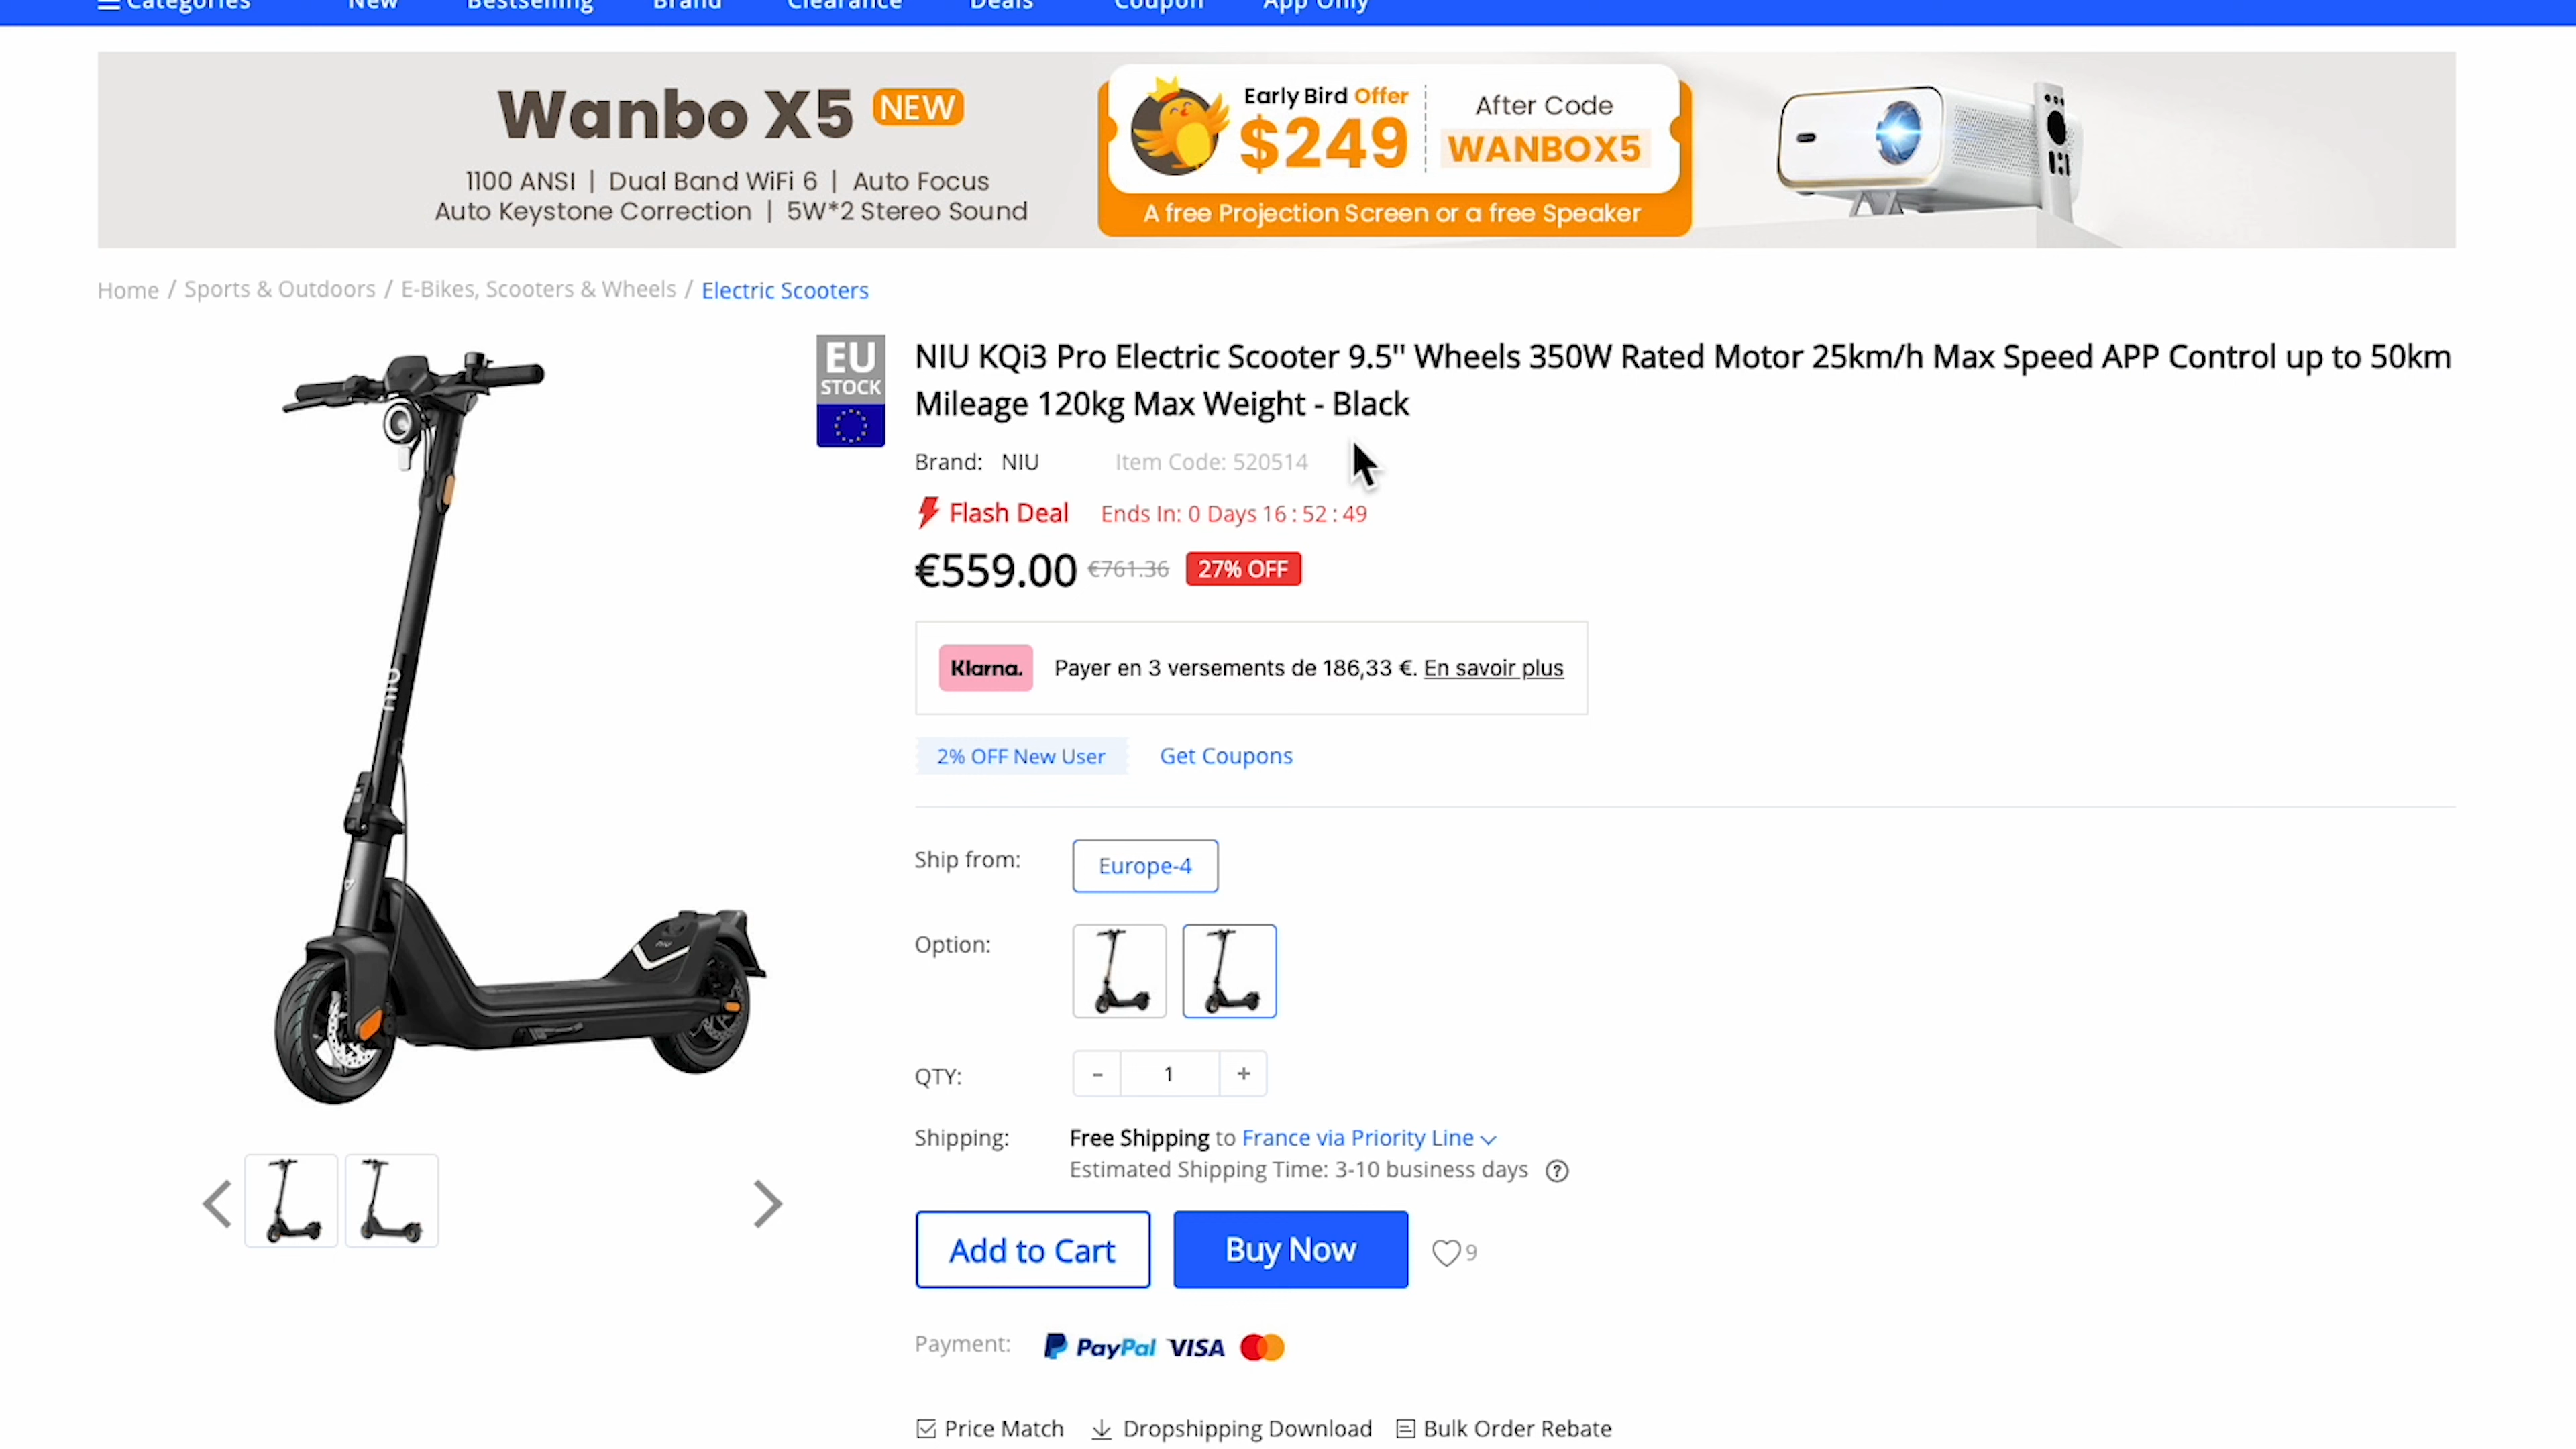 Categories New Bestselling Brand Clearance Deals Coupon App Only
Wanbo X5 NEW
1100 ANSI | Dual Band WiFi 6 | Auto Focus
Auto Keystone Correction | 5W*2 Stereo Sound
Early Bird Offer
$249
After Code
WANBOX5
A free Projection Screen or a free Speaker
Home / Sports & Outdoors / E-Bikes, Scooters & Wheels / Electric Scooters
EU
STOCK
NIU KQi3 Pro Electric Scooter 9.5'' Wheels 350W Rated Motor 25km/h Max Speed APP Control up to 50km
Mileage 120kg Max Weight - Black
Brand: NIU Item Code: 520514
Flash Deal Ends In: 0 Days 16 : 52 : 49
€559.00 €761.36 27% OFF
Klarna. Payer en 3 versements de 186,33 €. En savoir plus
2% OFF New User Get Coupons
Ship from: Europe-4
Option:
QTY: - 1 +
Shipping: Free Shipping to France via Priority Line
Estimated Shipping Time: 3-10 business days ?
Add to Cart Buy Now 9
Payment: PayPal VISA
Price Match Dropshipping Download Bulk Order Rebate
NIU
niu